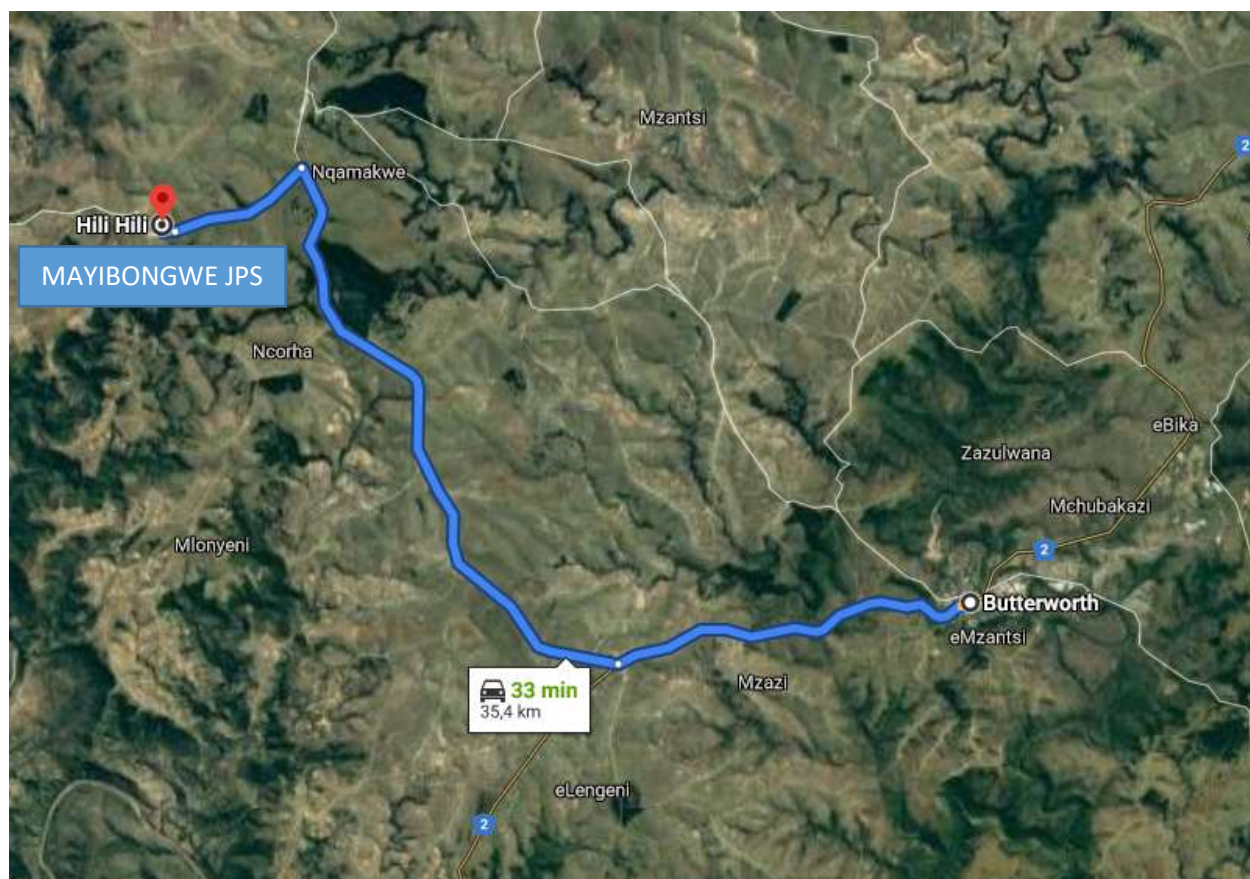 Mzantsi
2
Nqamakwe
Hili Hili
MAYIBONGWE JPS
Ncorha
eBika
Zazulwana
Mchubakazi
Mlonyeni
2
Butterworth
eMzantsi
33 min
35,4 km
Mzazi
eLengeni
2